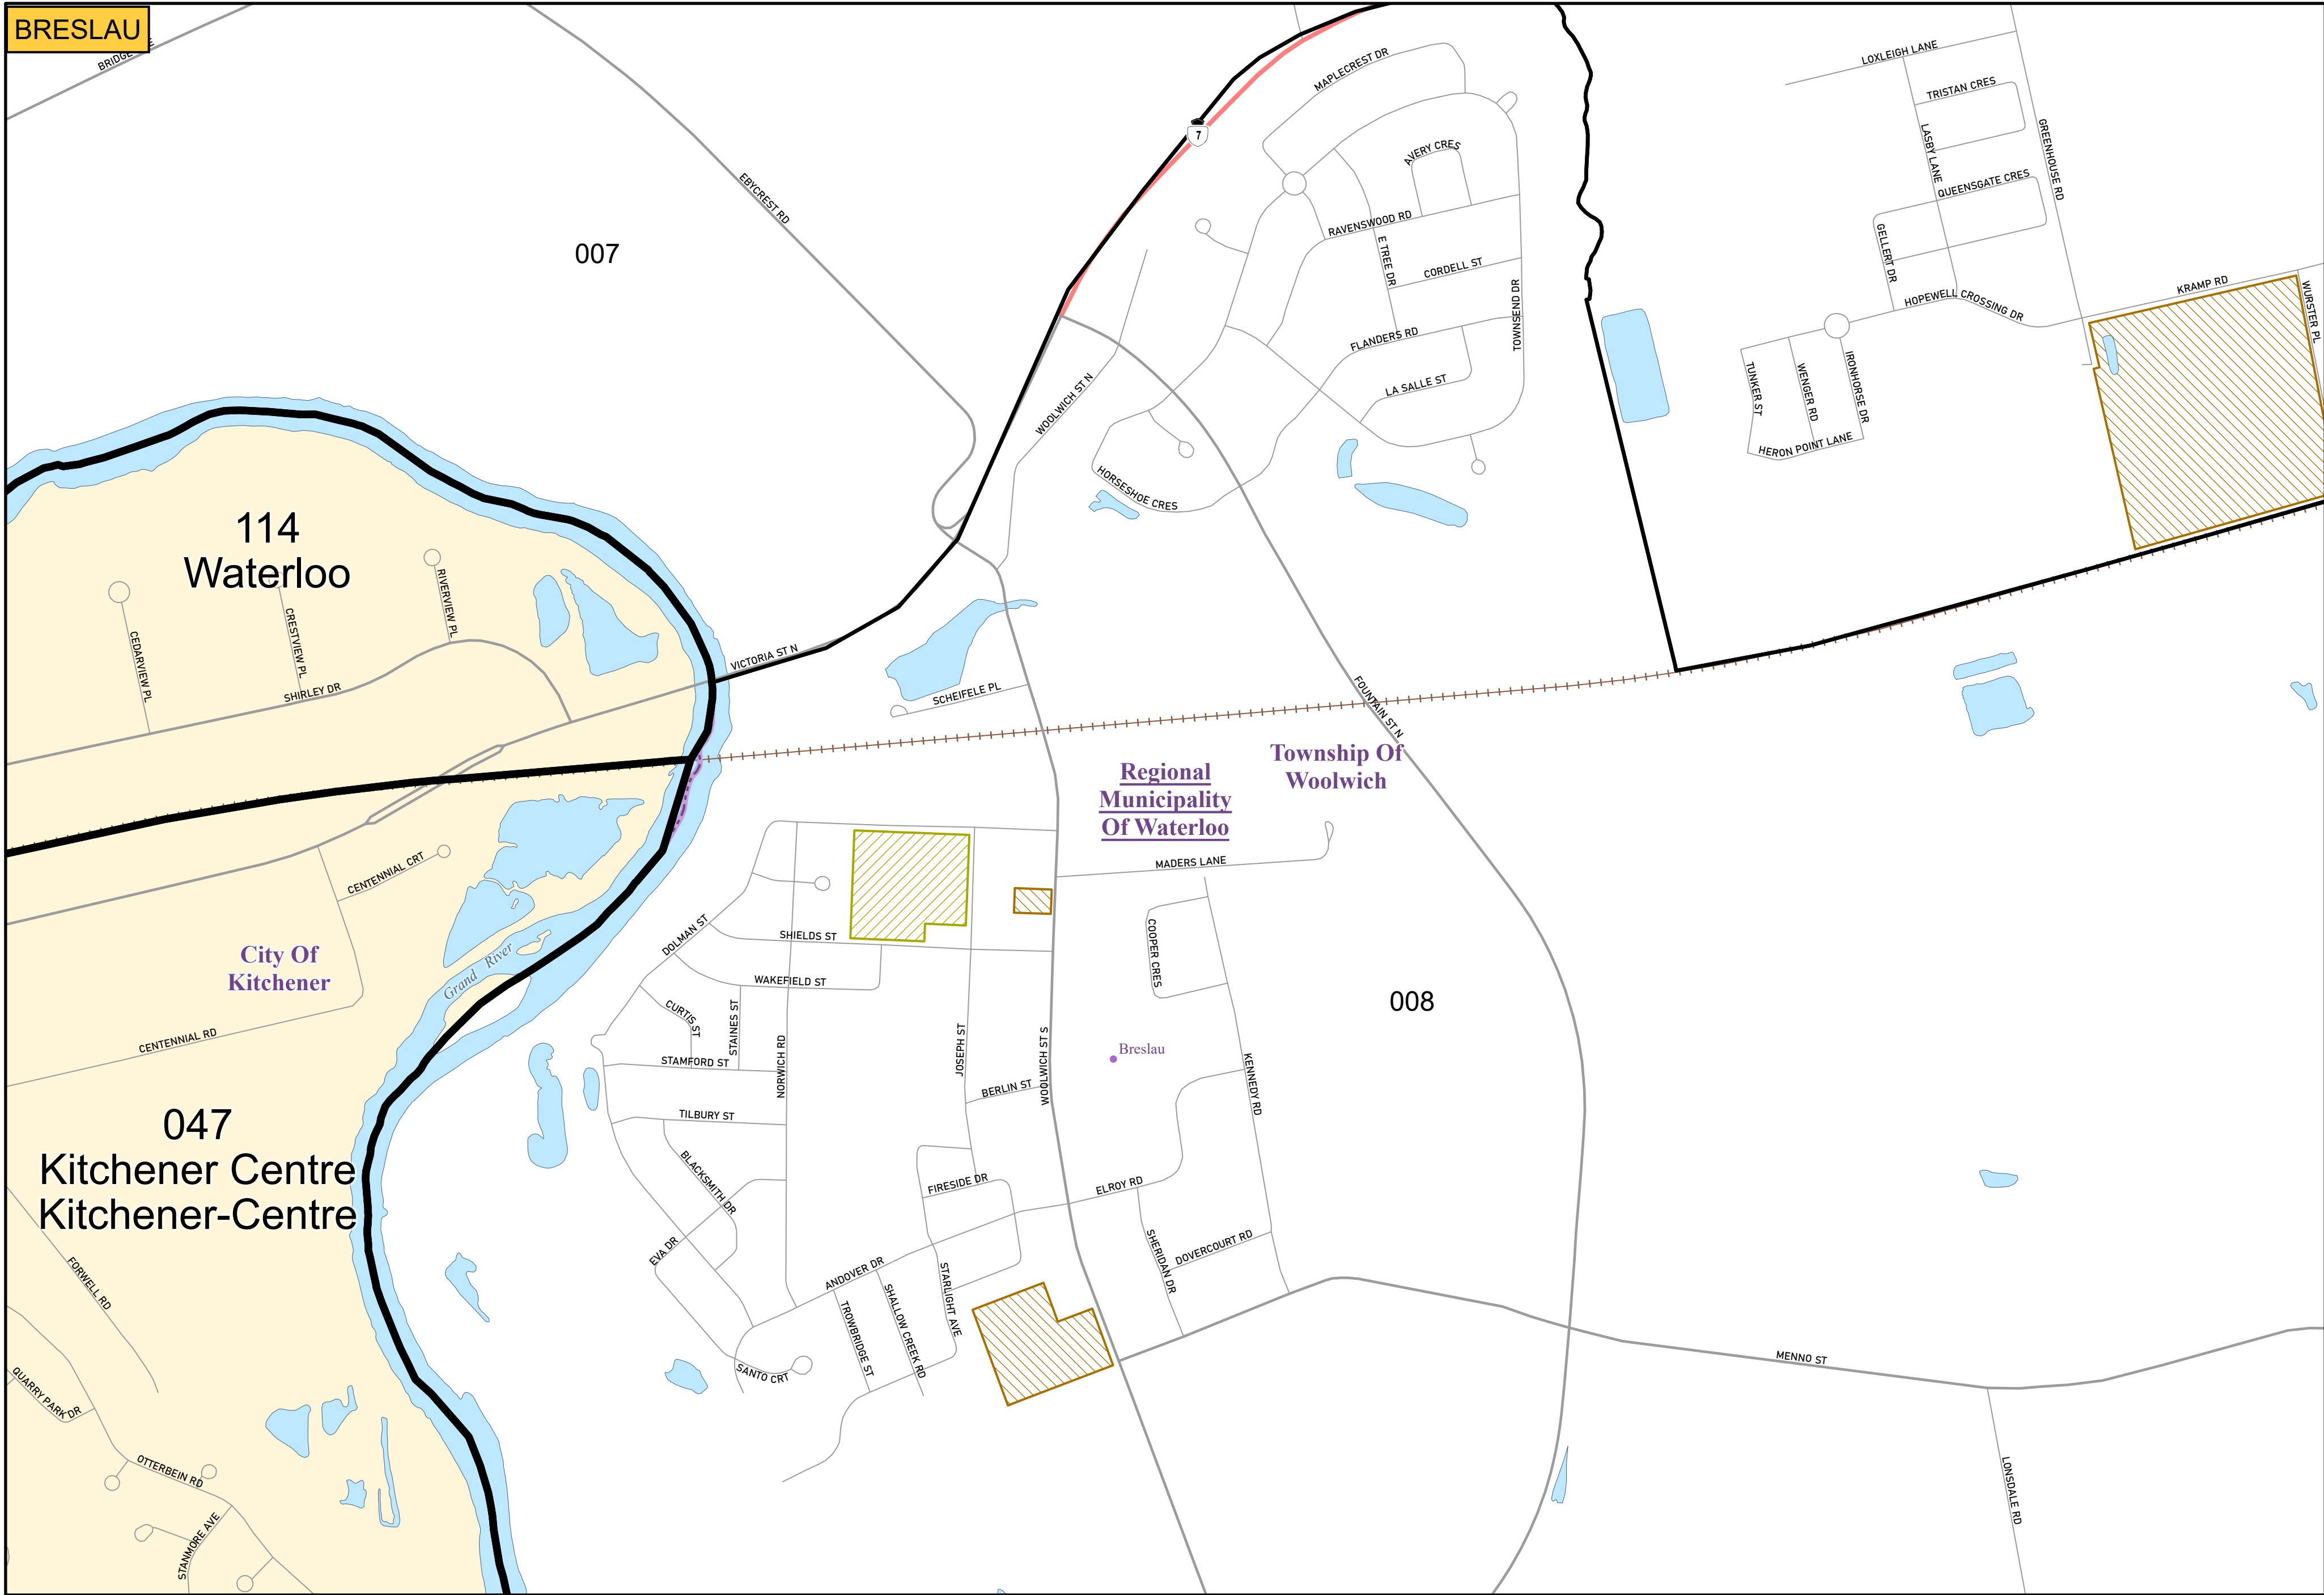 BRESLAU
BRIDGE
LOXLEIGH LANE
MAPLECREST DR
TRISTAN CRES
7
LASBY LANE
GREENHOUSE RD
AVERY CRES
EBYCREST RD
QUEENSGATE CRES
007
RAVENSWOOD RD
E TREE DR
GELLERT DR
CORDELL ST
KRAMP RD
WURSTER PL
HOPEWELL CROSSING DR
TOWNSEND DR
FLANDERS RD
TUNKER ST
WENGER RD
IRONHORSE DR
LA SALLE ST
WOOLWICH ST N
HERON POINT LANE
HORSESHOE CRES
114
Waterloo
RIVERVIEW PL
CRESTVIEW PL
CEDARVIEW PL
VICTORIA ST N
SHIRLEY DR
SCHEIFELE PL
FOUNTAIN ST N
Township Of
Woolwich
Regional
Municipality
Of Waterloo
MADERS LANE
CENTENNIAL CRT
DOLMAN ST
SHIELDS ST
COOPER CRES
City Of
Kitchener
Grand River
WAKEFIELD ST
008
CURTIS ST
STAINES ST
CENTENNIAL RD
JOSEPH ST
WOOLWICH ST S
Breslau
STAMFORD ST
NORWICH RD
KENNEDY RD
BERLIN ST
047
Kitchener Centre
Kitchener-Centre
TILBURY ST
BLACKSMITH DR
FIRESIDE DR
ELROY RD
EVA DR
SHERIDAN DR
DOVERCOURT RD
FORWELL RD
ANDOVER DR
STARLIGHT AVE
SHALLOW CREEK RD
TROWBRIDGE ST
MENNO ST
SANTO CRT
QUARRY PARK DR
OTTERBEIN RD
LONSDALE RD
STANMORE AVE